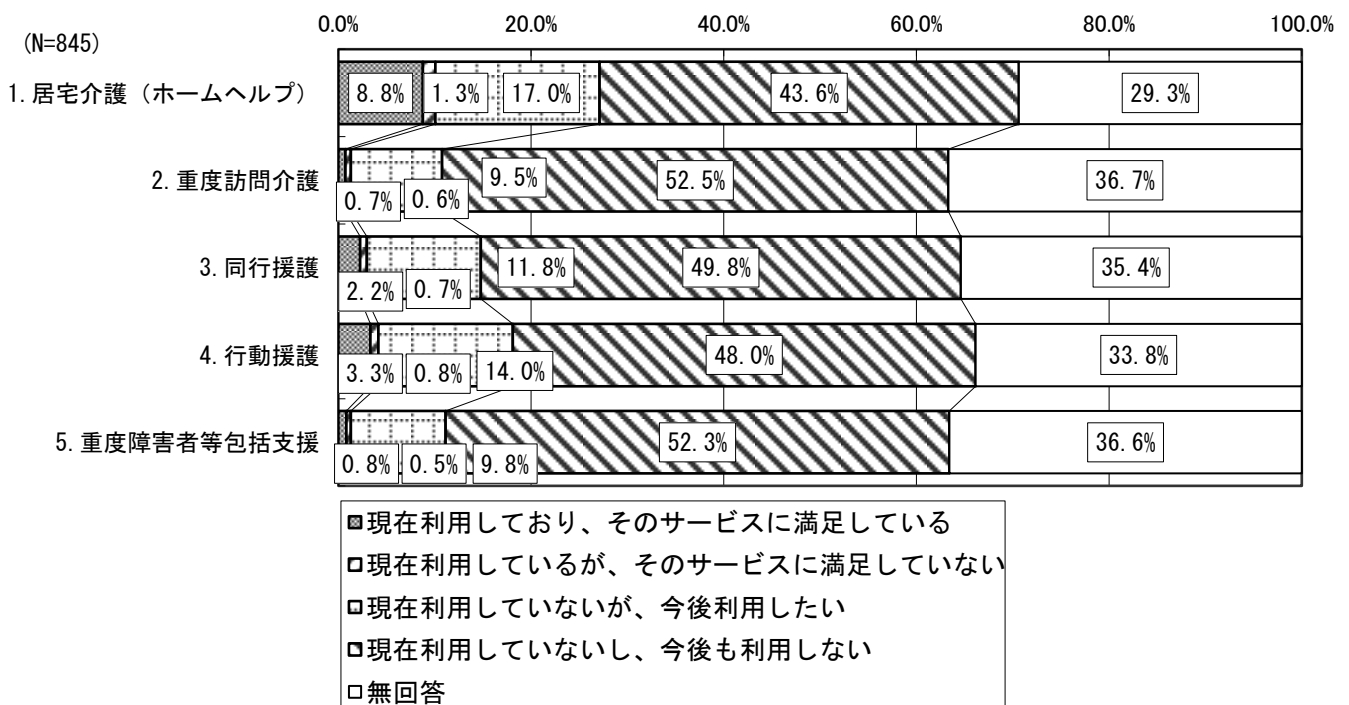 0.0% 20.0% 40.0% 60.0% 80.0% 100.0%
(N=845)
1.居宅介護（ホームヘルプ） 8.8% 1.3% 17.0% 43.6% 29.3%
2.重度訪問介護 0.7% 0.6% 9.5% 52.5% 36.7%
3.同行援護 2.2% 0.7% 11.8% 49.8% 35.4%
4.行動援護 3.3% 0.8% 14.0% 48.0% 33.8%
5.重度障害者等包括支援 0.8% 0.5% 9.8% 52.3% 36.6%
現在利用しており、そのサービスに満足している
現在利用しているが、そのサービスに満足していない
現在利用していないが、今後利用したい
現在利用していないし、今後も利用しない
無回答